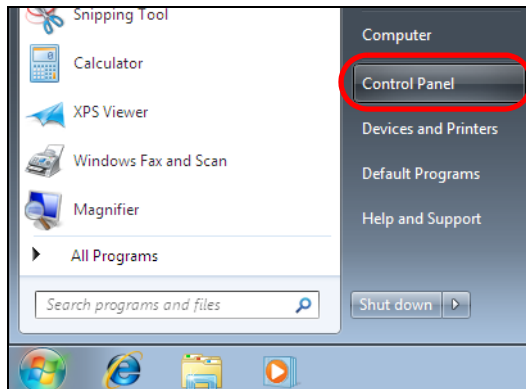 Snipping Tool
Calculator
XPS Viewer
Windows Fax and Scan
Magnifier
All Programs
Search programs and files
Computer
Control Panel
Devices and Printers
Default Programs
Help and Support
Shut down